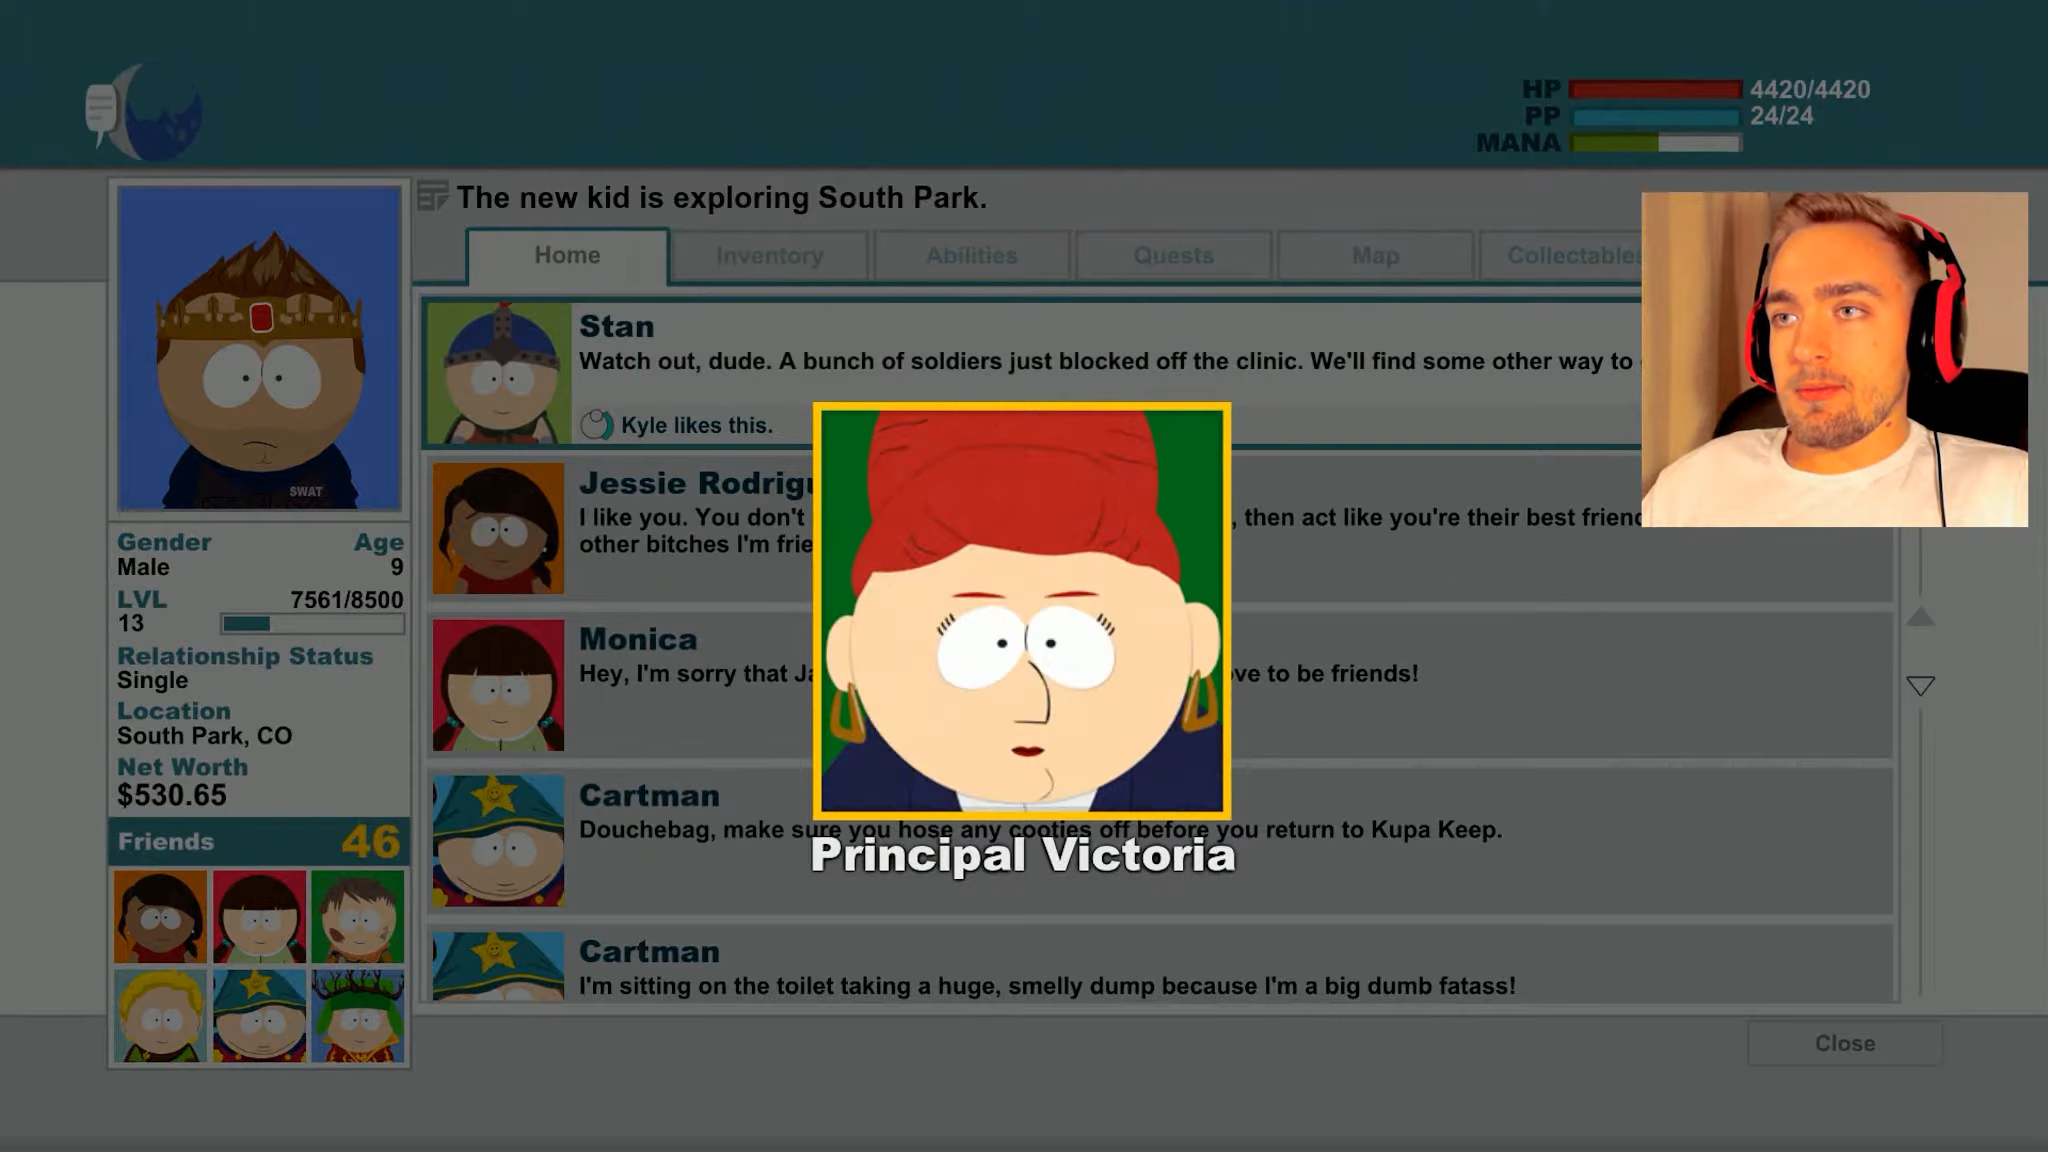 HP 4420/4420
PP 24/24
MANA
The new kid is exploring South Park.
Home Inventory Abilities Quests Map Collectables
Stan
Watch out, dude. A bunch of soldiers just blocked off the clinic. We'll find some other way to
Kyle likes this.
SWAT
Jessie
I like you. You don't , then act like you're their best
other bitches I'm
Monica
Hey, I'm sorry that to be friends!
Gender Age
Male 9
LVL 7561/8500
13
Relationship Status
Single
Location
South Park, CO
Net Worth
$530.65
Friends 46
Cartman
Douchebag, make sure you hose any cooties off before you return to Kupa Keep.
Principal Victoria
Cartman
I'm sitting on the toilet taking a huge, smelly dump because I'm a big dumb fatass!
Close